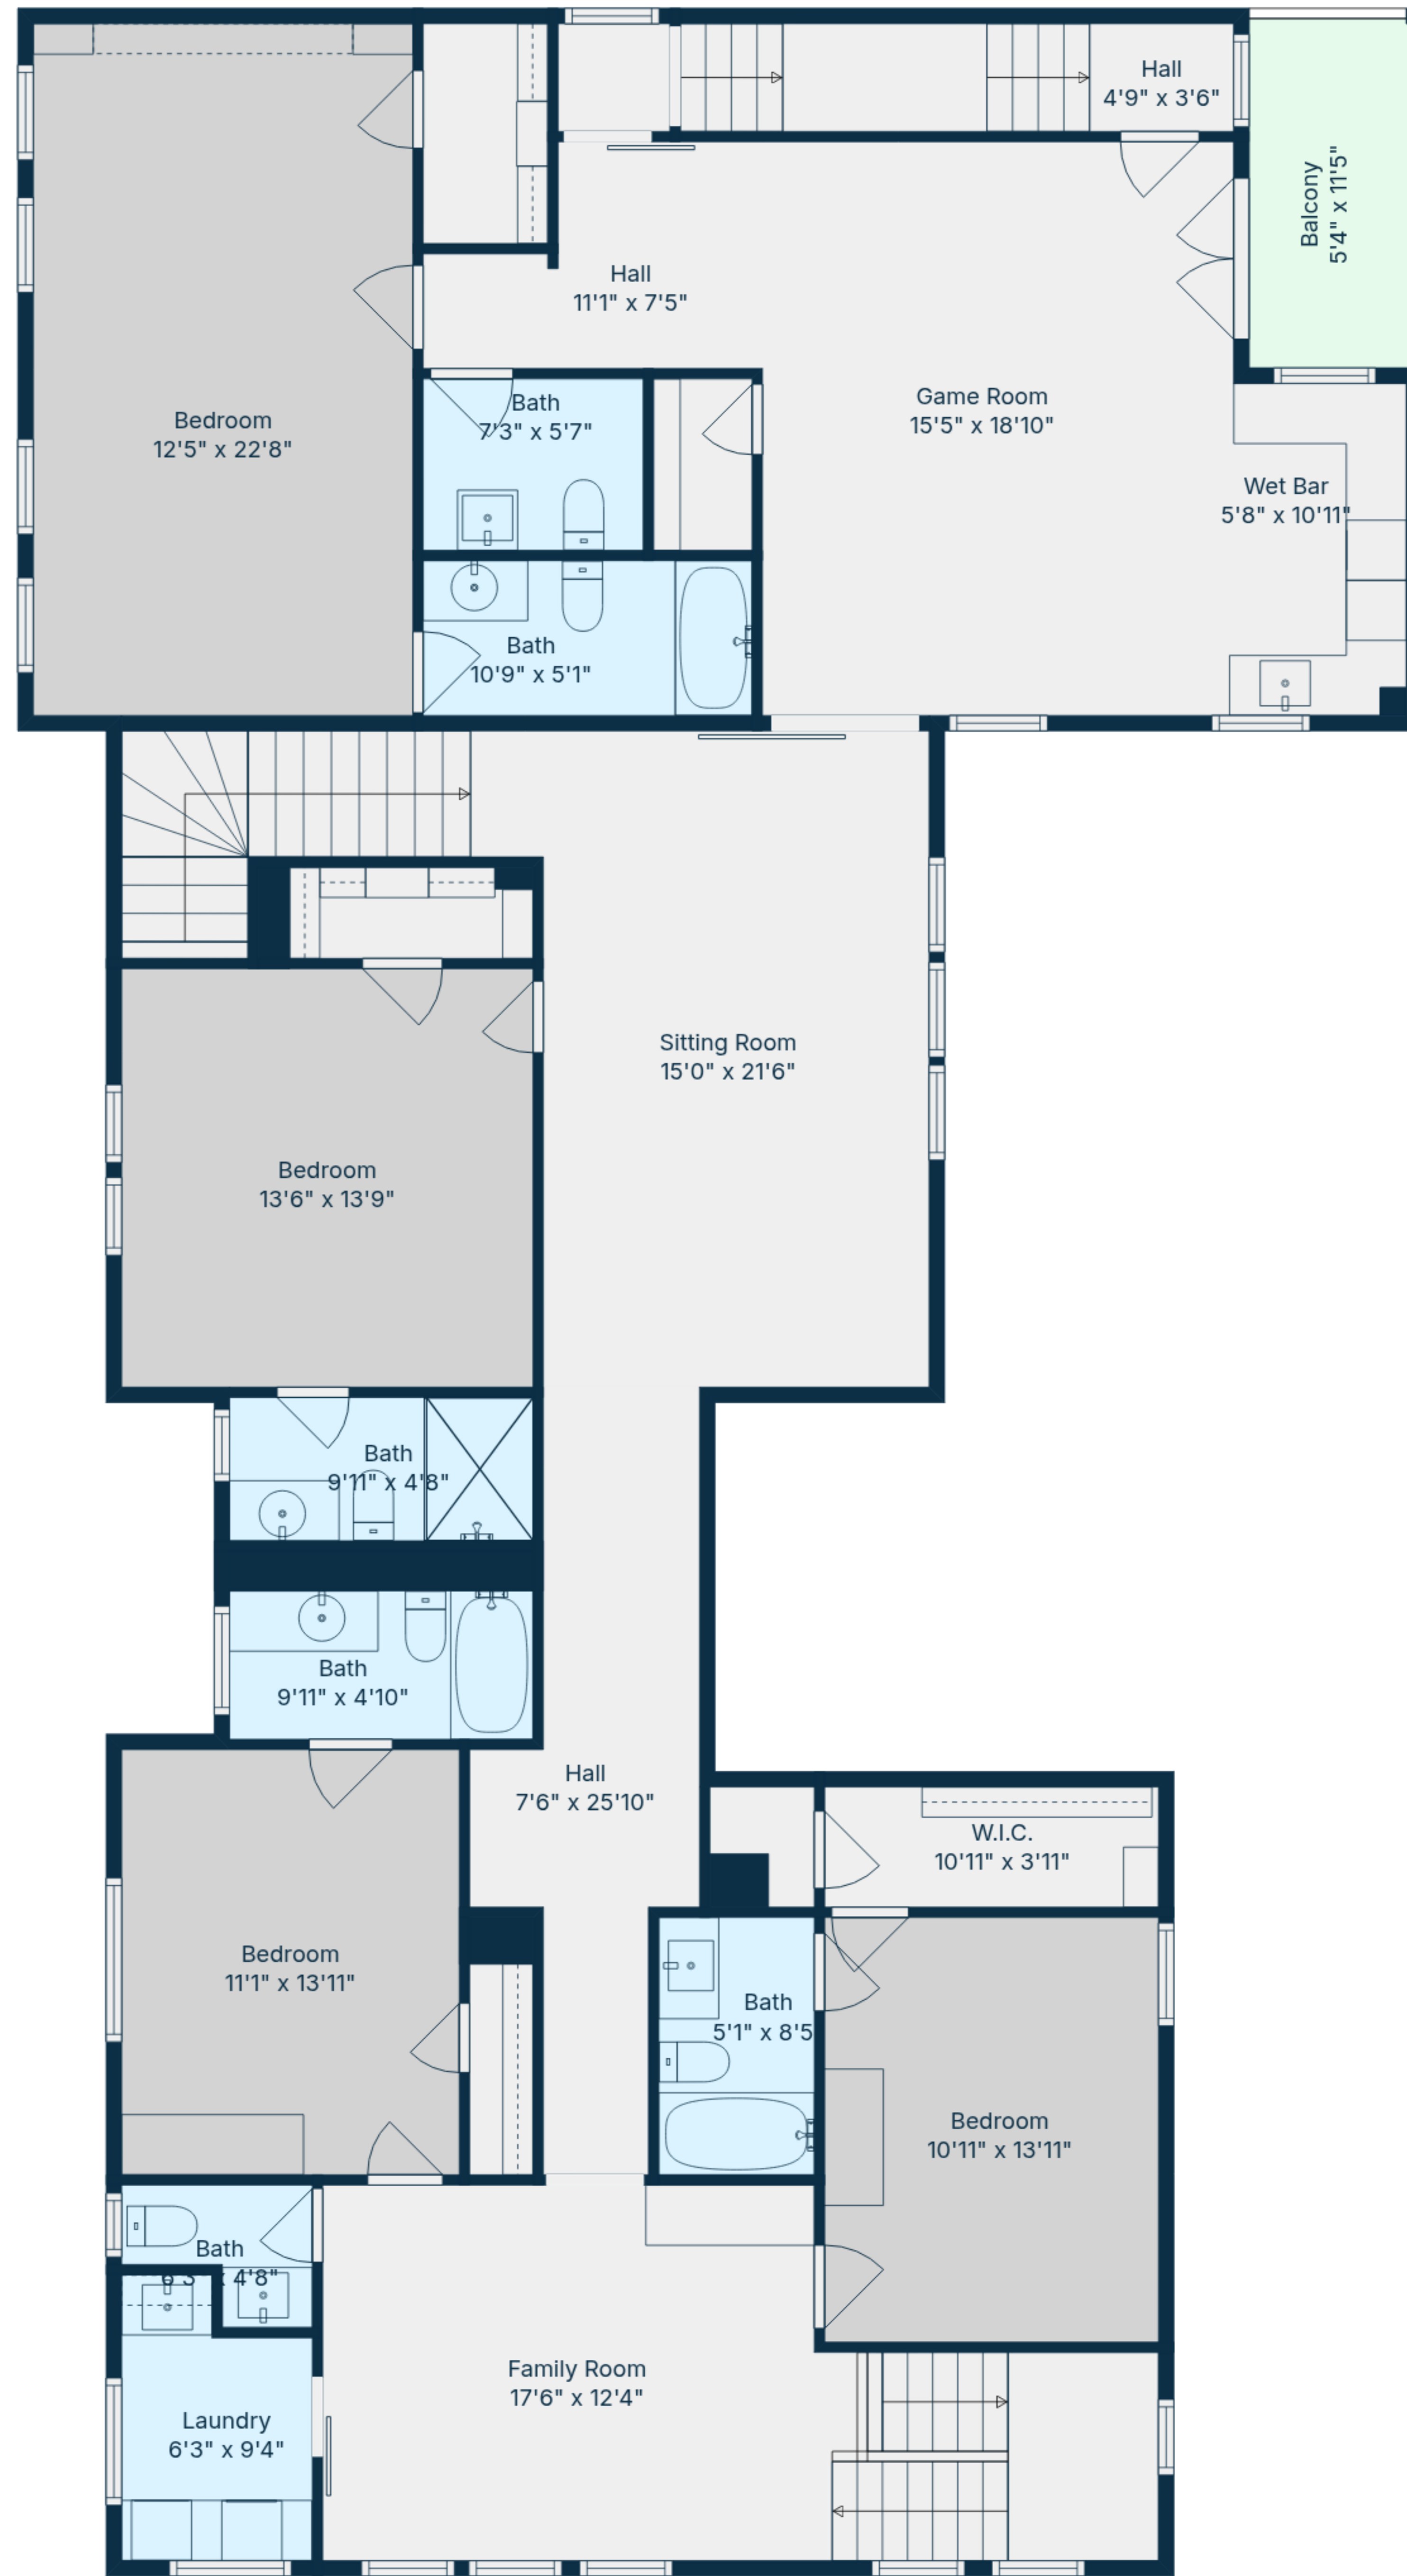 Hall
4'9" x 3'6"
Balcony
5'4" x 11'5"
Hall
11'1" x 7'5"
Bedroom
12'5" x 22'8"
Bath
7'3" x 5'7"
Game Room
15'5" x 18'10"
Wet Bar
5'8" x 10'11"
Bath
10'9" x 5'1"
Sitting Room
15'0" x 21'6"
Bedroom
13'6" x 13'9"
Bath
9'11" x 4'8"
Bath
9'11" x 4'10"
Hall
7'6" x 25'10"
W.I.C.
10'11" x 3'11"
Bedroom
11'1" x 13'11"
Bath
5'1" x 8'5
Bedroom
10'11" x 13'11"
Bath
6'3" x 4'8"
Family Room
17'6" x 12'4"
Laundry
6'3" x 9'4"